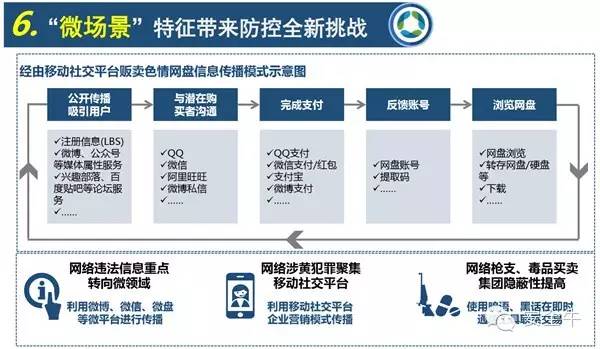 6. “微场景”特征带来防控全新挑战
经由移动社交平台贩卖色情网盘信息传播模式示意图
公开传播
吸引用户
与潜在购
买者沟通
完成支付
反馈账号
浏览网盘
✓注册信息(LBS)
✓微博、公众号
等媒体属性服务
✓兴趣部落、百
度贴吧等论坛服
务
✓......
✓QQ
✓微信
✓阿里旺旺
✓微博私信
✓......
✓QQ支付
✓微信支付/红包
✓支付宝
✓微博支付
✓......
✓网盘账号
✓提取码
✓......
✓网盘浏览
✓转存网盘/硬盘
等
✓下载
✓......
网络违法信息重点
转向微领域
利用微博、微信、微盘
等微平台进行传播
网络涉黄犯罪聚集
移动社交平台
利用移动社交平台
企业营销模式传播
网络枪支、毒品买卖
集团隐蔽性提高
使用暗语、黑话在即时